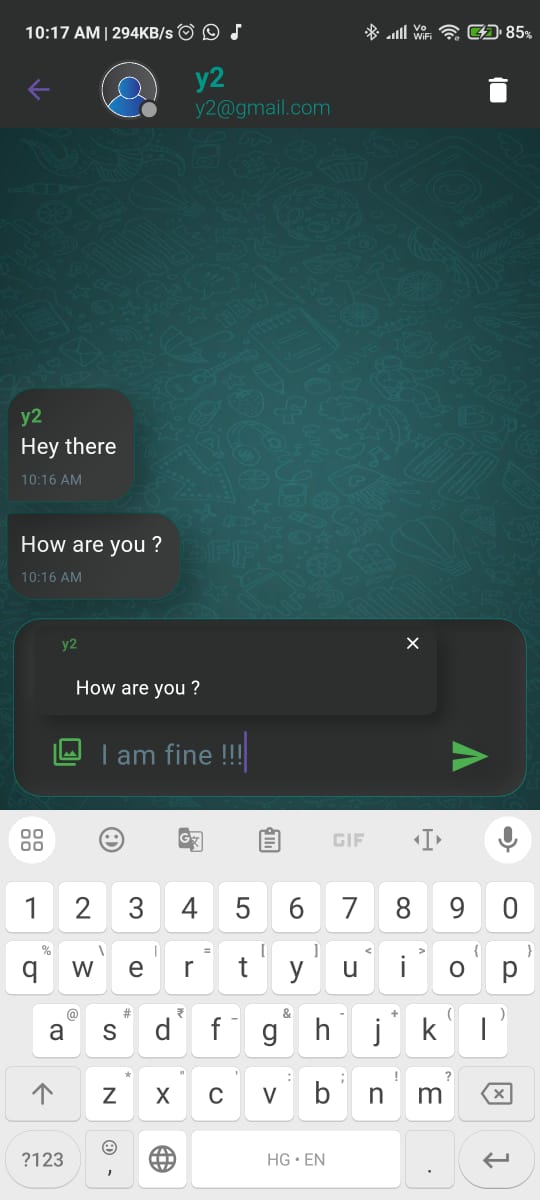 10:17 AM | 294KB/s
Vo
WiFi
85%
y2
y2@gmail.com
y2
Hey there
10:16 AM
How are you ?
10:16 AM
y2
How are you ?
I am fine !!!
GIF
1 2 3 4 5 6 7 8 9 0
% \ | = [ ] < > { }
q w e r t y u i o p
@ # ₹ _ & - + ( )
a s d f g h j k l
* " ' : ; ! ?
z x c v b n m
?123 , HG • EN .